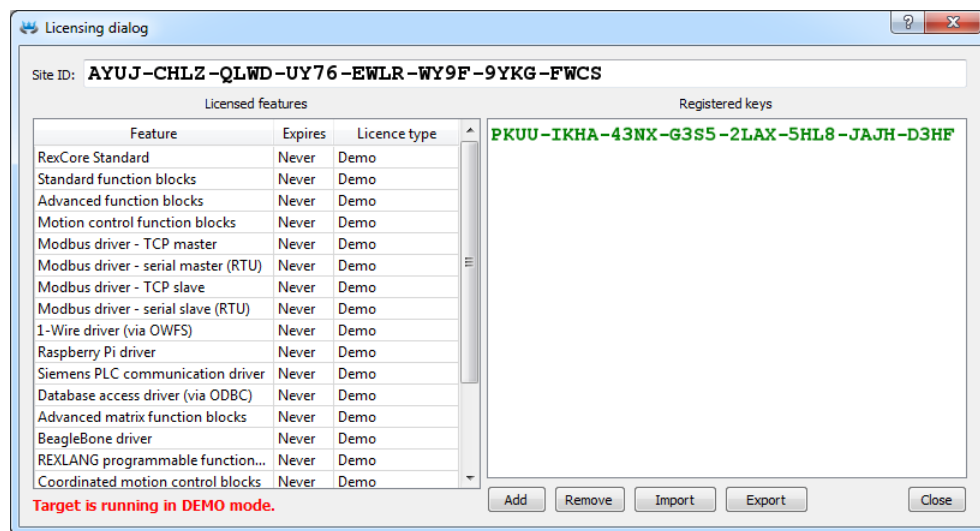 Licensing dialog
Site ID: AYUJ-CHLZ-QLWD-UY76-EWLR-WY9F-9YKG-FWCS
Licensed features
Feature Expires Licence type
RexCore Standard Never Demo
Standard function blocks Never Demo
Advanced function blocks Never Demo
Motion control function blocks Never Demo
Modbus driver - TCP master Never Demo
Modbus driver - serial master (RTU) Never Demo
Modbus driver - TCP slave Never Demo
Modbus driver - serial slave (RTU) Never Demo
1-Wire driver (via OWFS) Never Demo
Raspberry Pi driver Never Demo
Siemens PLC communication driver Never Demo
Database access driver (via ODBC) Never Demo
Advanced matrix function blocks Never Demo
BeagleBone driver Never Demo
REXLANG programmable function... Never Demo
Coordinated motion control blocks Never Demo
Target is running in DEMO mode.
Registered keys
PKUU-IKHA-43NX-G3S5-2LAX-5HL8-JAJH-D3HF
Add Remove Import Export Close